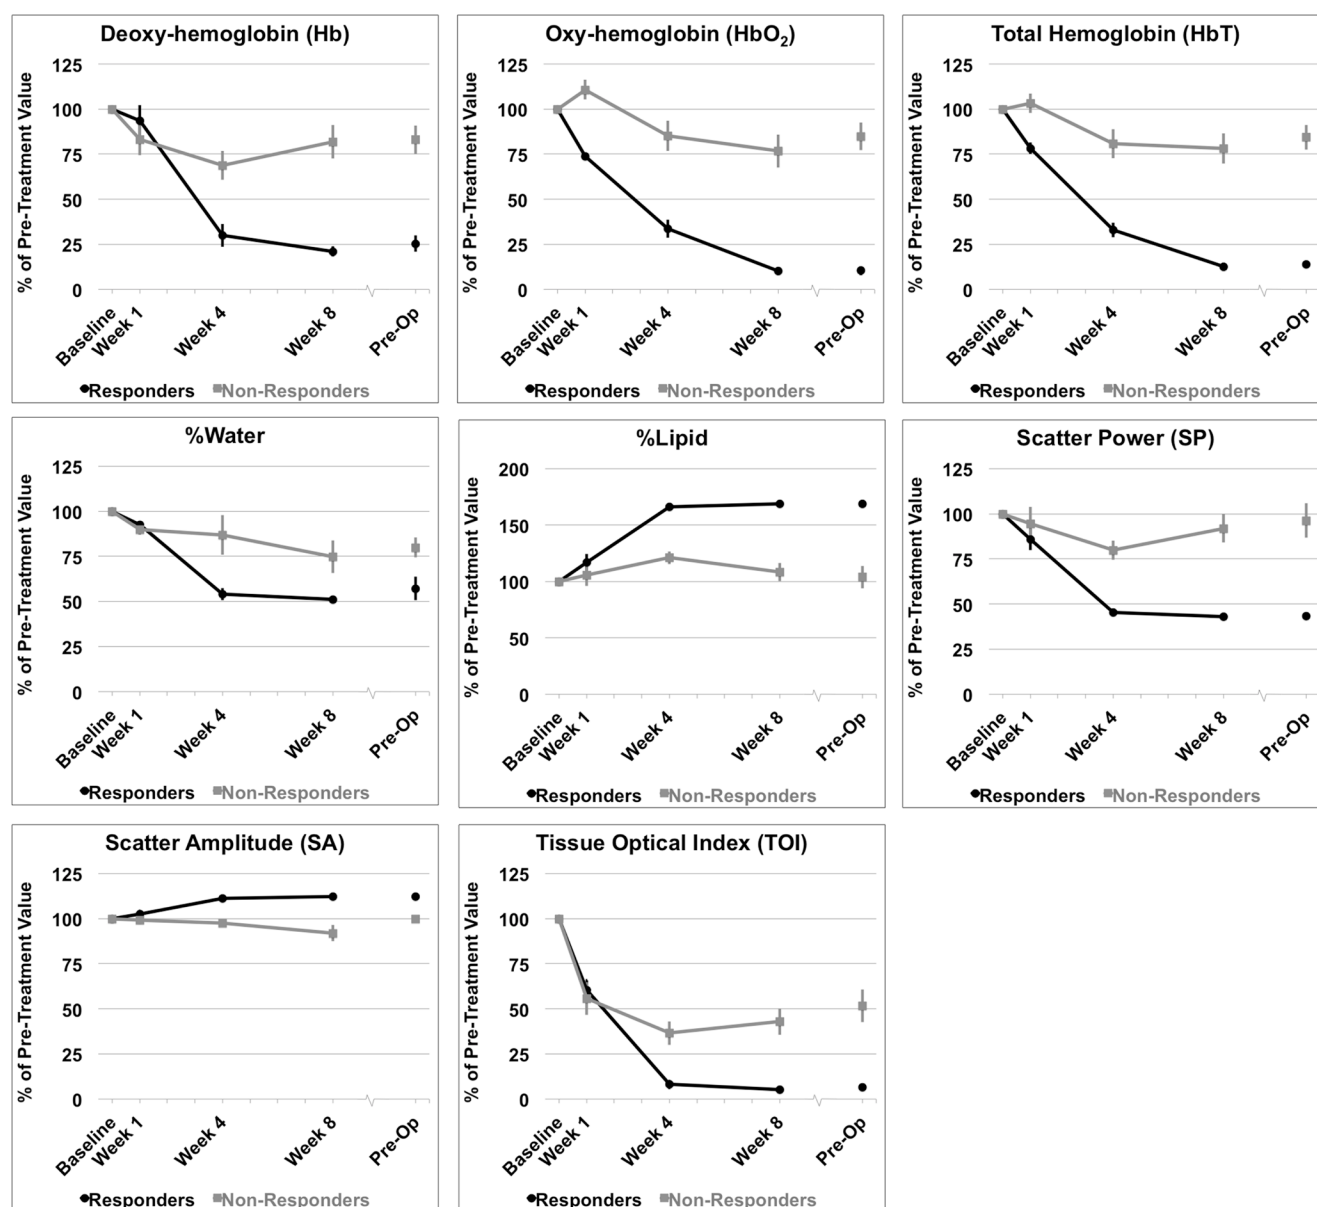 Deoxy-hemoglobin (Hb)
% of Pre-Treatment Value
125
100
75
50
25
0
Baseline
Week 1
Week 4
Week 8
Pre-Op
Responders Non-Responders
Oxy-hemoglobin (HbO₂)
% of Pre-Treatment Value
125
100
75
50
25
0
Baseline
Week 1
Week 4
Week 8
Pre-Op
Responders Non-Responders
Total Hemoglobin (HbT)
% of Pre-Treatment Value
125
100
75
50
25
0
Baseline
Week 1
Week 4
Week 8
Pre-Op
Responders Non-Responders
%Water
% of Pre-Treatment Value
125
100
75
50
25
0
Baseline
Week 1
Week 4
Week 8
Pre-Op
Responders Non-Responders
%Lipid
% of Pre-Treatment Value
200
150
100
50
0
Baseline
Week 1
Week 4
Week 8
Pre-Op
Responders Non-Responders
Scatter Power (SP)
% of Pre-Treatment Value
125
100
75
50
25
0
Baseline
Week 1
Week 4
Week 8
Pre-Op
Responders Non-Responders
Scatter Amplitude (SA)
% of Pre-Treatment Value
125
100
75
50
25
0
Baseline
Week 1
Week 4
Week 8
Pre-Op
Responders Non-Responders
Tissue Optical Index (TOI)
% of Pre-Treatment Value
125
100
75
50
25
0
Baseline
Week 1
Week 4
Week 8
Pre-Op
Responders Non-Responders